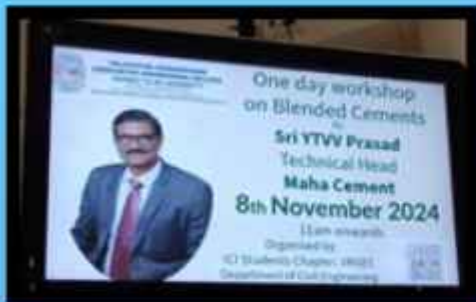 One day workshop
on Blended Cements
By
Sri YTVV Prasad
Technical Head
Maha Cement
8th November 2024
11am onwards
Organised by
ICI Students Chapter,
Department of Civil Engineering